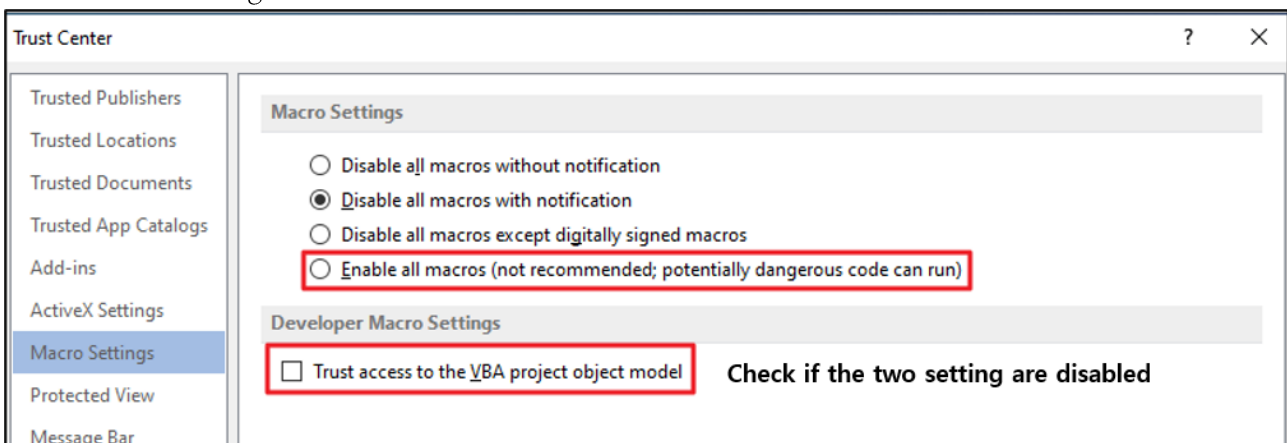 Trust Center
?
×
Trusted Publishers
Trusted Locations
Trusted Documents
Trusted App Catalogs
Add-ins
ActiveX Settings
Macro Settings
Protected View
Message Bar
Macro Settings
Disable all macros without notification
Disable all macros with notification
Disable all macros except digitally signed macros
Enable all macros (not recommended; potentially dangerous code can run)
Developer Macro Settings
Trust access to the VBA project object model
Check if the two setting are disabled